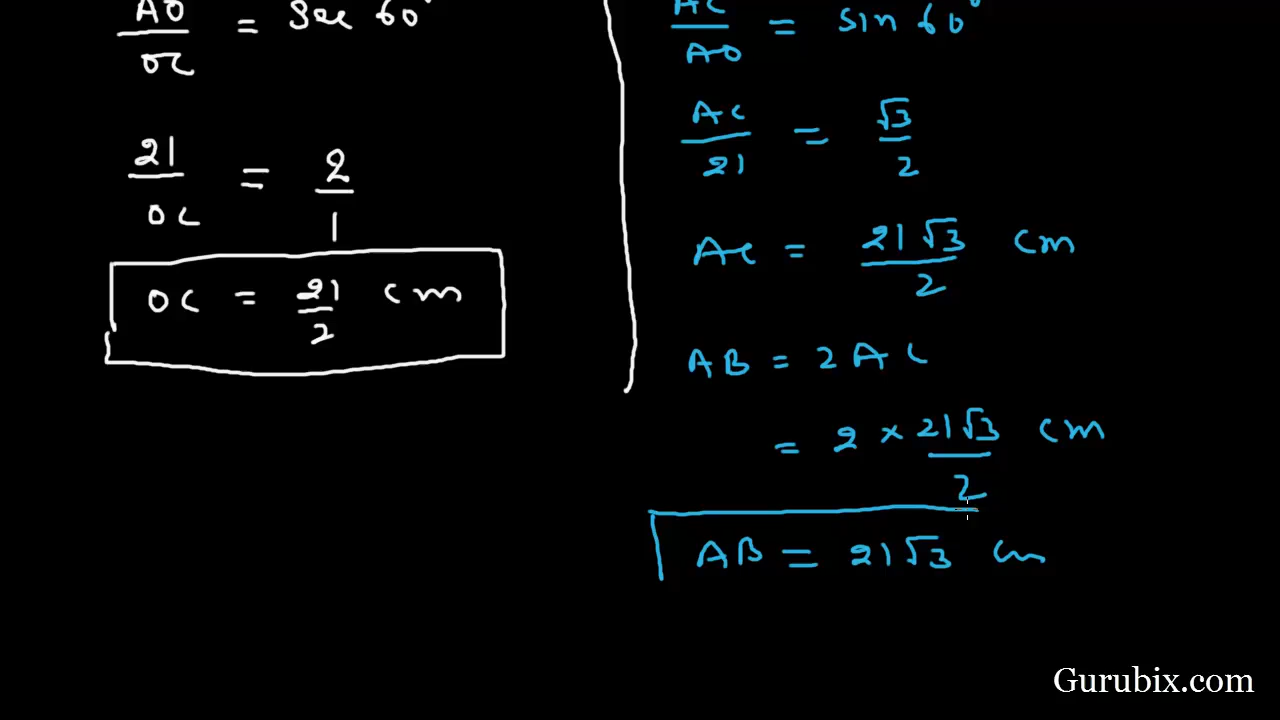 AO/OC = Sec 60°
21/OC = 2/1
OC = 21/2 cm
AC/AO = sin 60°
AC/21 = √3/2
AC = 21√3/2 cm
AB = 2AC
= 2 × 21√3/2 cm
AB = 21√3 cm
Gurubix.com